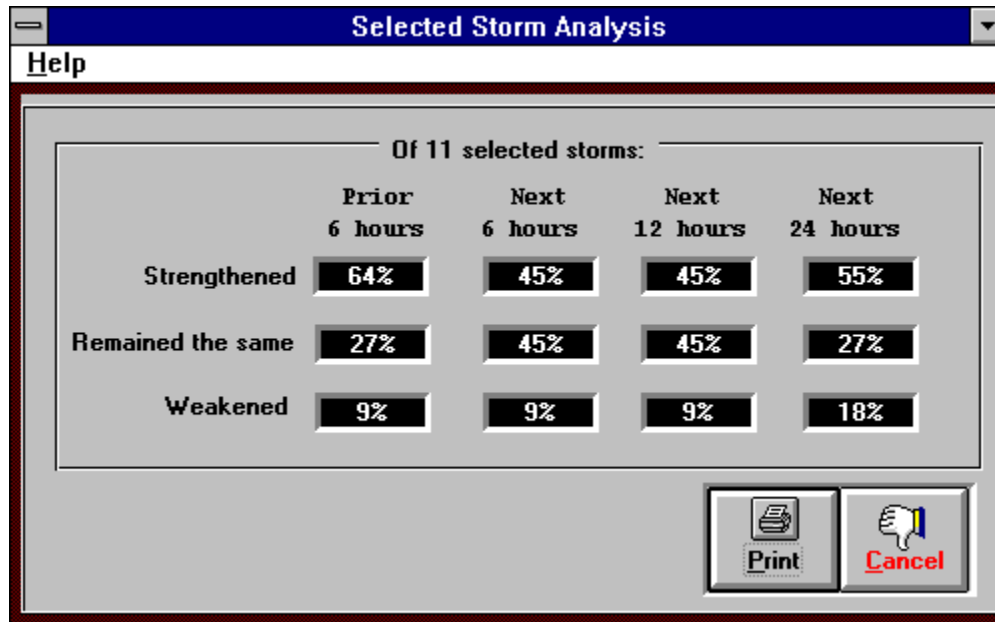 Selected Storm Analysis
Help
Of 11 selected storms:
Prior Next Next Next
6 hours 6 hours 12 hours 24 hours
Strengthened 64% 45% 45% 55%
Remained the same 27% 45% 45% 27%
Weakened 9% 9% 9% 18%
Print Cancel